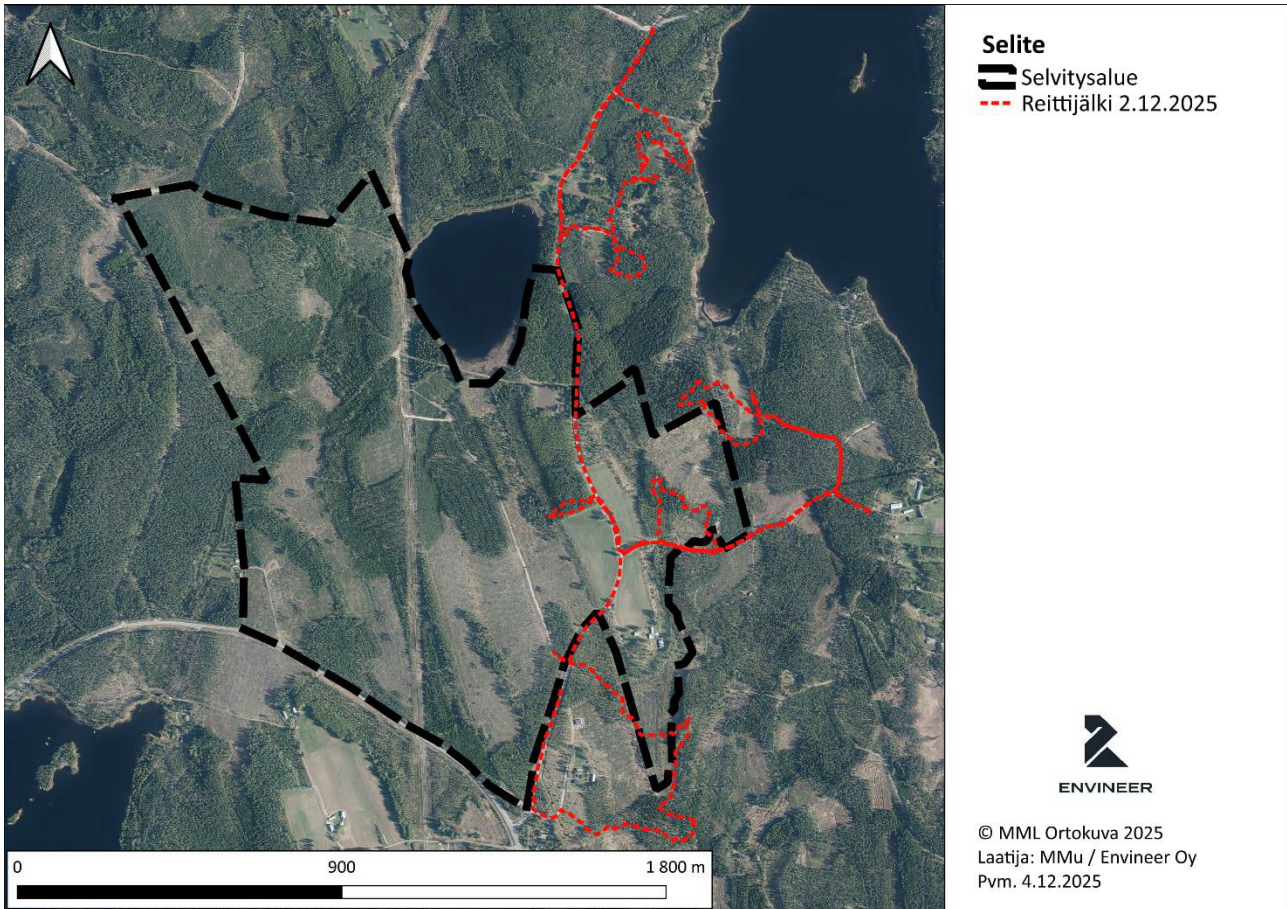 Selite
Selvitysalue
Reittijälki 2.12.2025
ENVINEER
© MML Ortokuva 2025
Laatija: MMu / Envineer Oy
Pvm. 4.12.2025
0 900 1 800 m